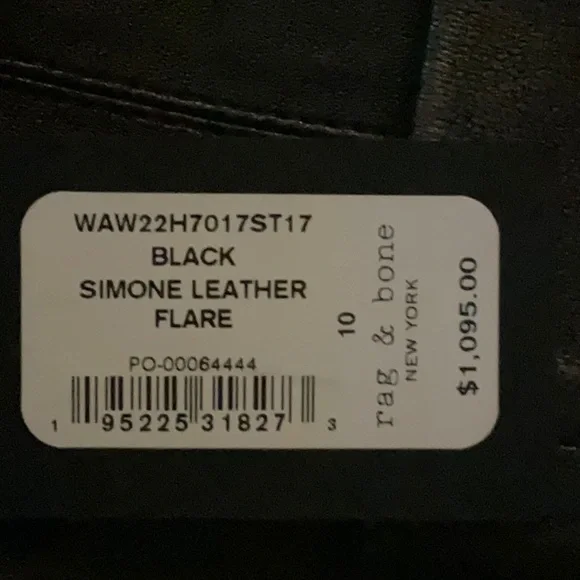 WAW22H7017ST17
BLACK
SIMONE LEATHER
FLARE
PO-00064444
1 95225 31827 3
10
rag & bone
NEW YORK
$1,095.00